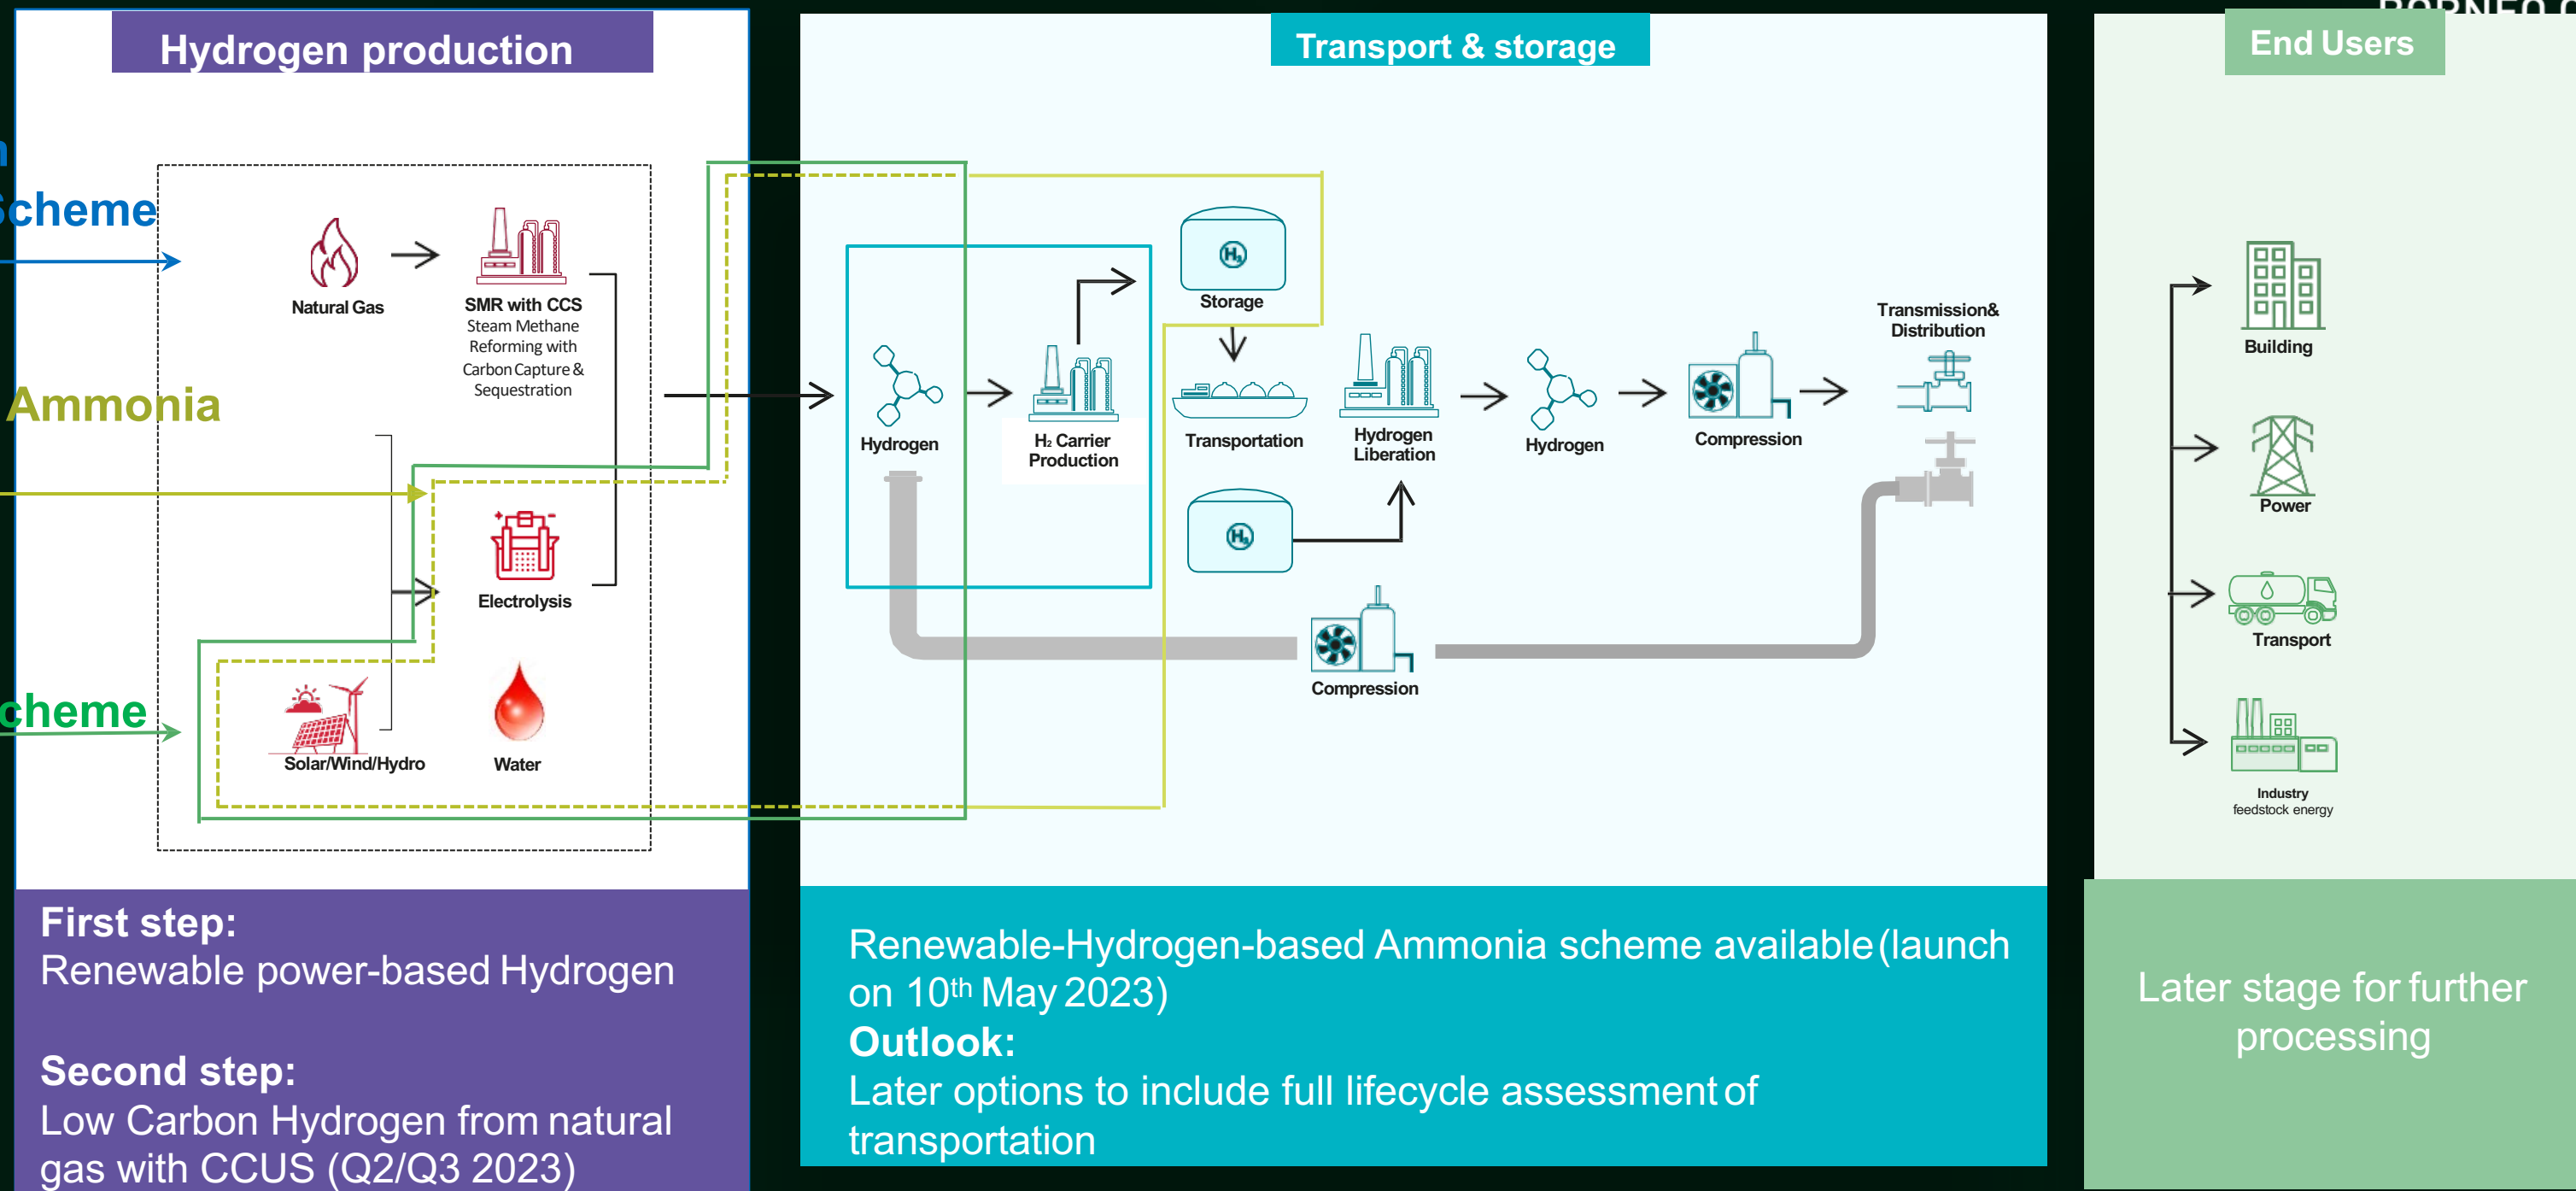 Hydrogen production
Scheme
Natural Gas
SMR with CCS
Steam Methane
Reforming with
Carbon Capture &
Sequestration
Ammonia
Electrolysis
cheme
Solar/Wind/Hydro
Water
First step:
Renewable power-based Hydrogen
Second step:
Low Carbon Hydrogen from natural
gas with CCUS (Q2/Q3 2023)
Transport & storage
H₂
Storage
Hydrogen
H₂ Carrier
Production
Transportation
Hydrogen
Liberation
Hydrogen
Compression
Transmission&
Distribution
H₂
Compression
Renewable-Hydrogen-based Ammonia scheme available (launch
on 10th May 2023)
Outlook:
Later options to include full lifecycle assessment of
transportation
BORNEO
End Users
Building
Power
Transport
Industry
feedstock energy
Later stage for further
processing